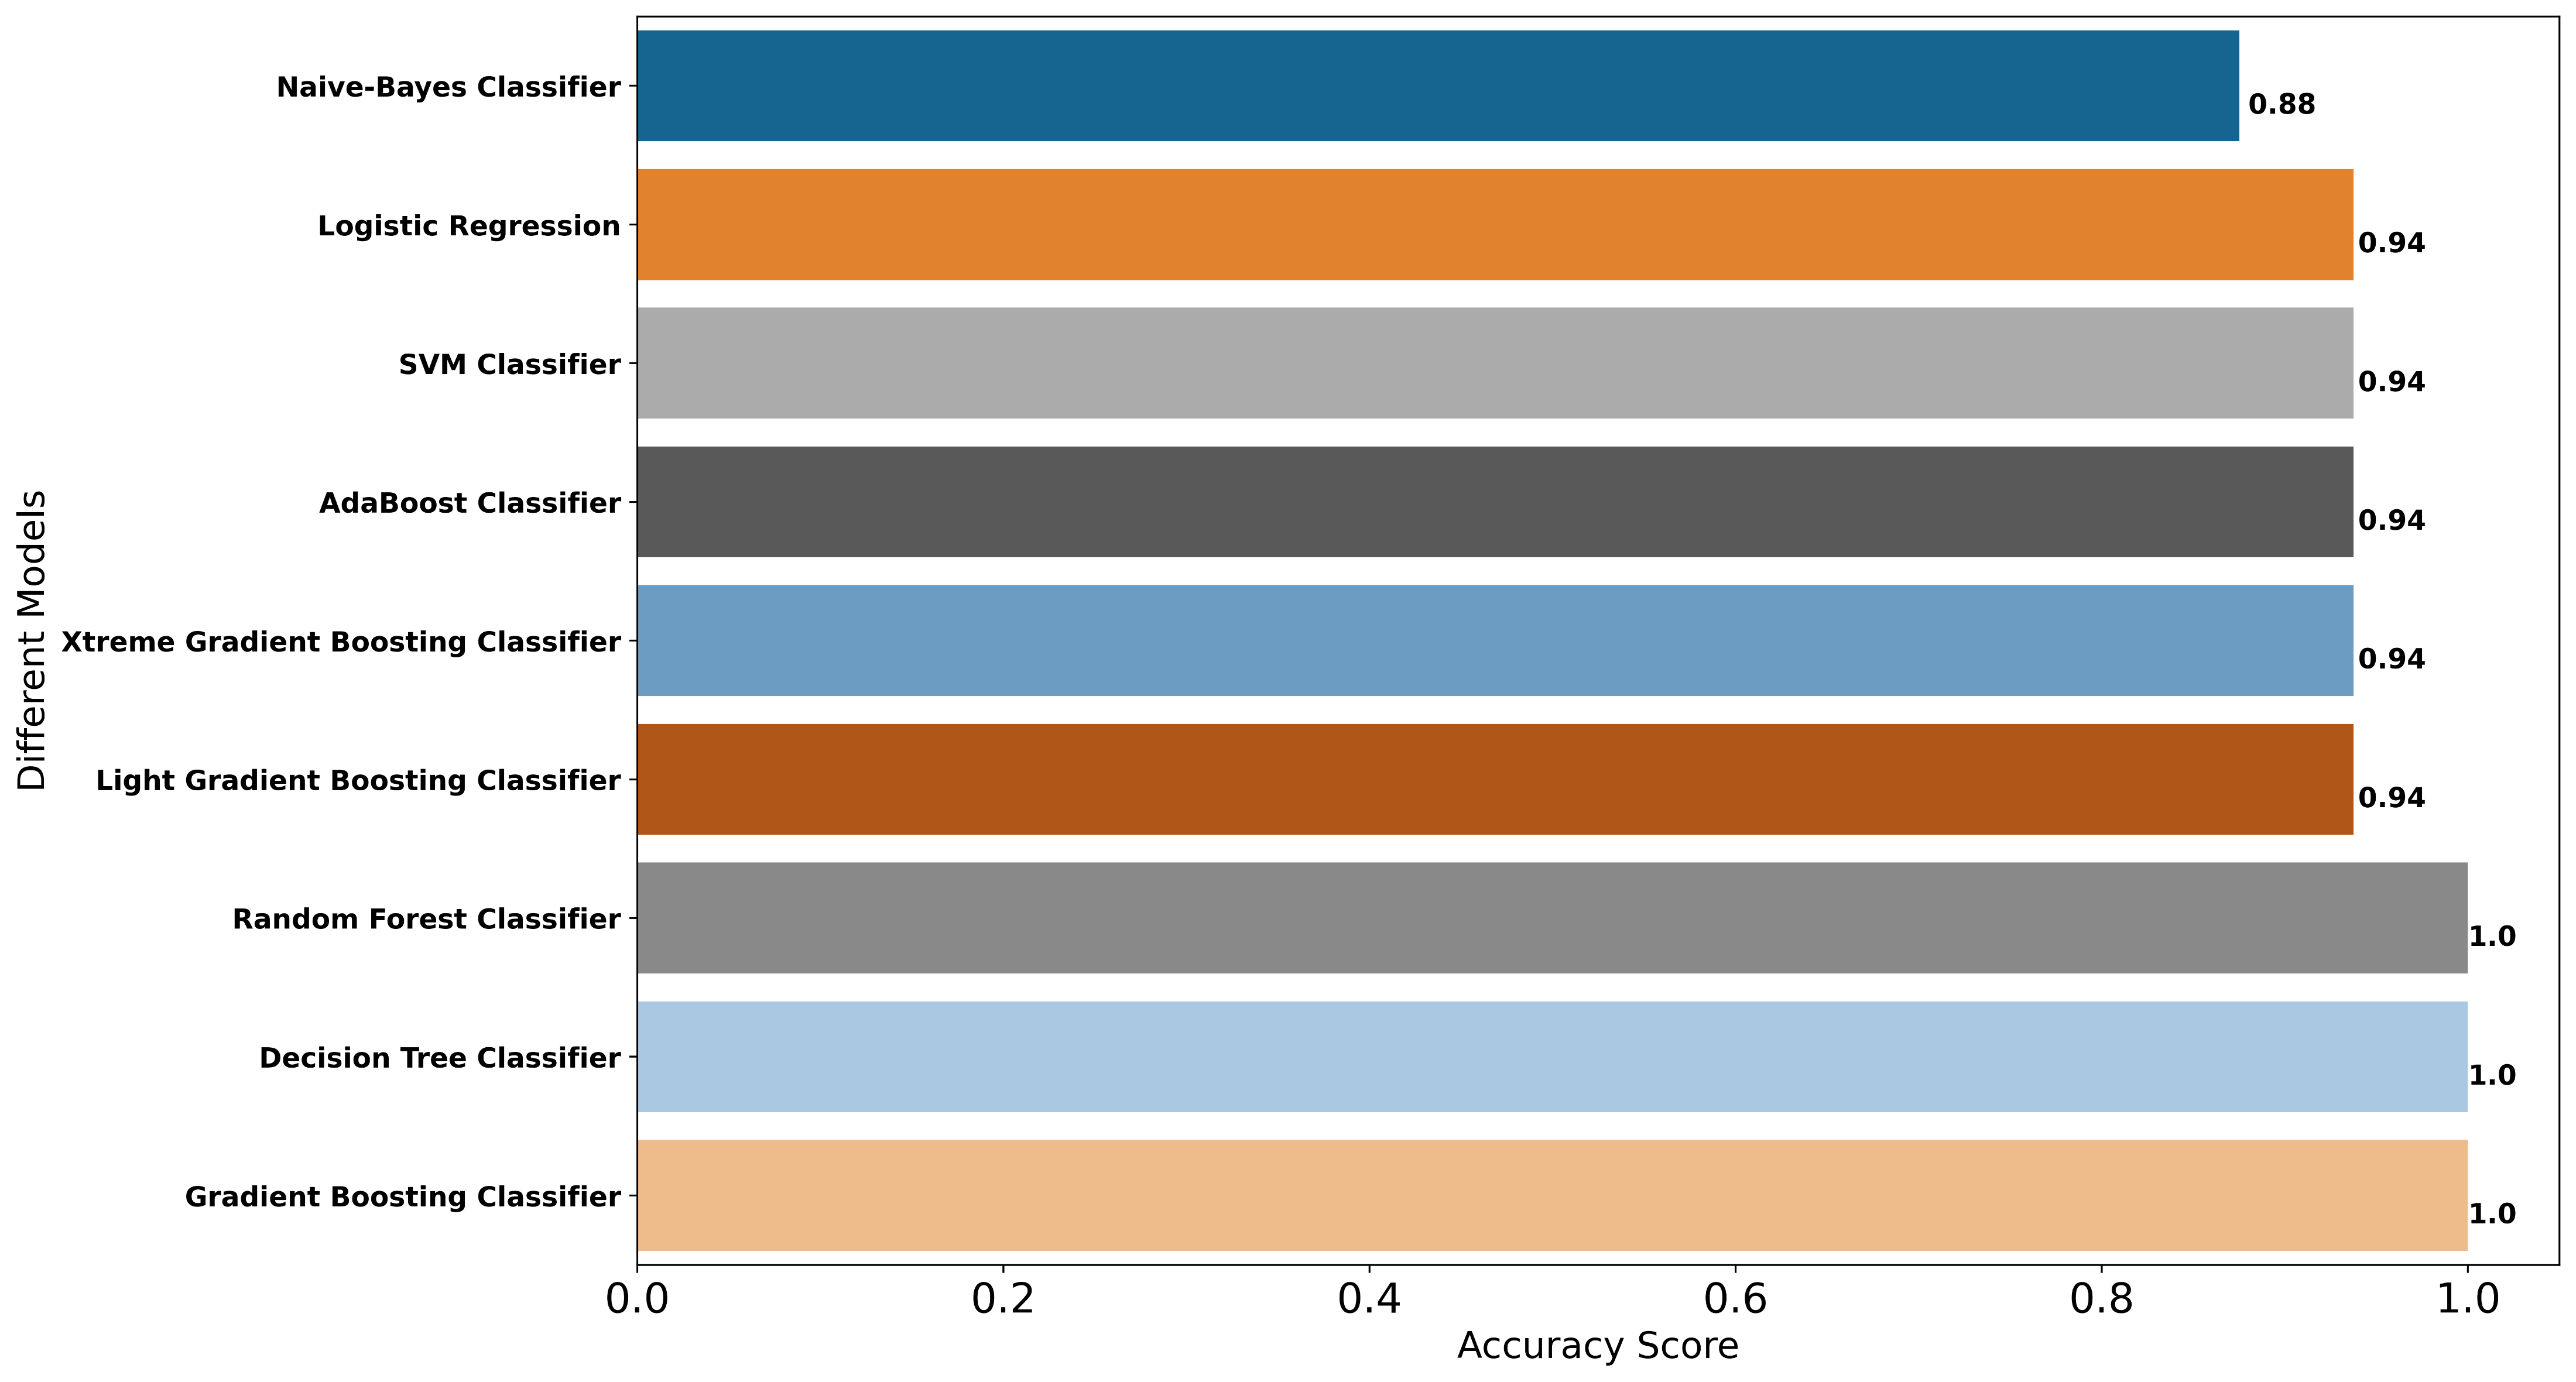 Different Models
Naive-Bayes Classifier
0.88
Logistic Regression
0.94
SVM Classifier
0.94
AdaBoost Classifier
0.94
Xtreme Gradient Boosting Classifier
0.94
Light Gradient Boosting Classifier
0.94
Random Forest Classifier
1.0
Decision Tree Classifier
1.0
Gradient Boosting Classifier
1.0
0.0 0.2 0.4 0.6 0.8 1.0
Accuracy Score